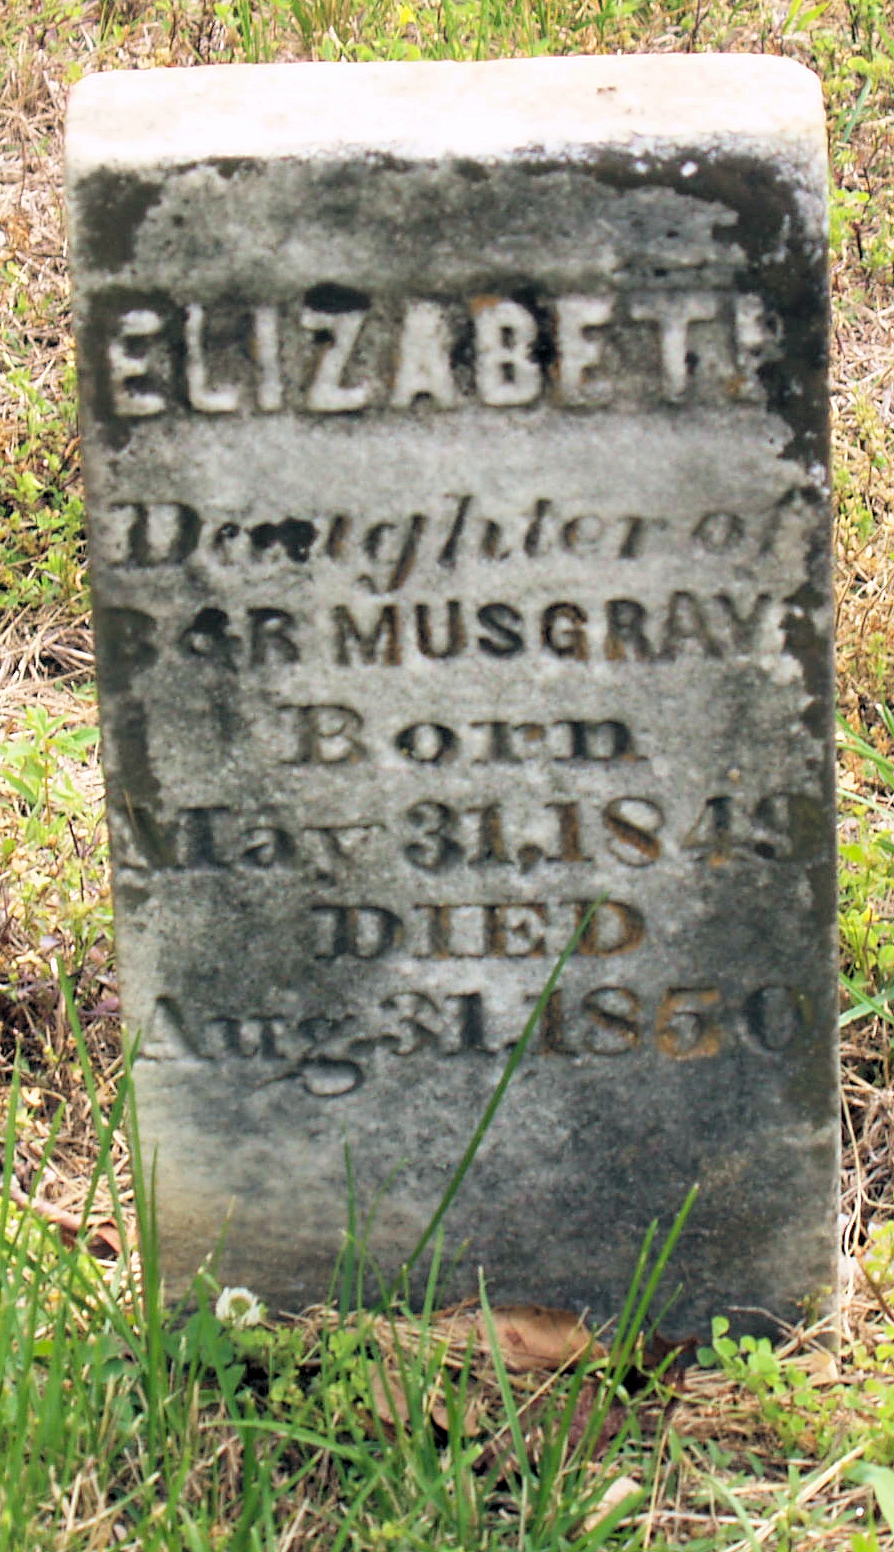 ELIZABETH
Daughter of
B & R MUSGRAVE
Born
May 31, 1849
DIED
Aug 31, 1850